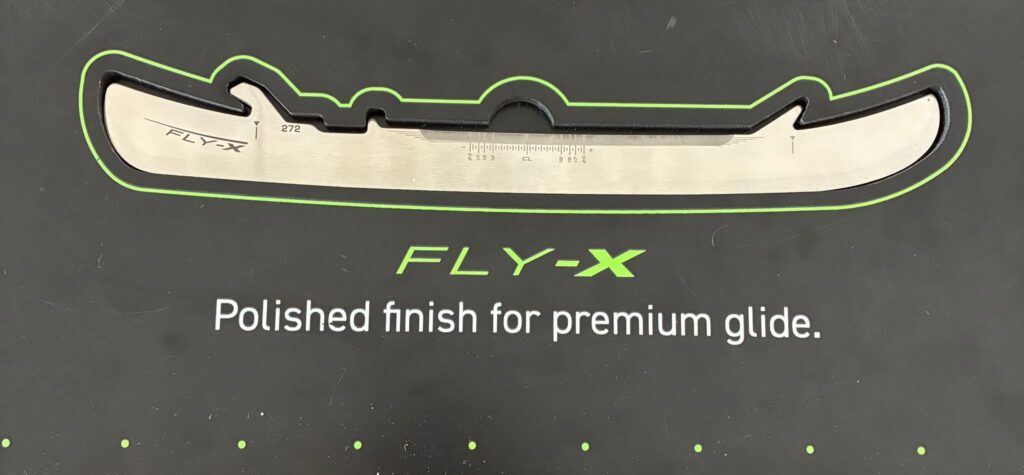 FLY-X
272
CL
FLY-X
Polished finish for premium glide.